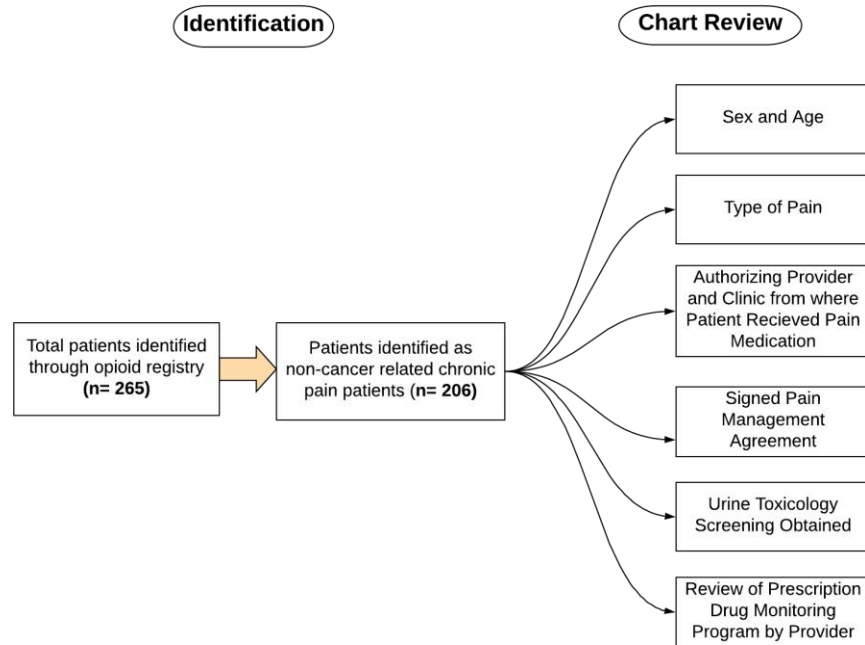 Identification
Chart Review
Total patients identified
through opioid registry
(n= 265)
Patients identified as
non-cancer related chronic
pain patients (n= 206)
Sex and Age
Type of Pain
Authorizing Provider
and Clinic from where
Patient Recieved Pain
Medication
Signed Pain
Management
Agreement
Urine Toxicology
Screening Obtained
Review of Prescription
Drug Monitoring
Program by Provider